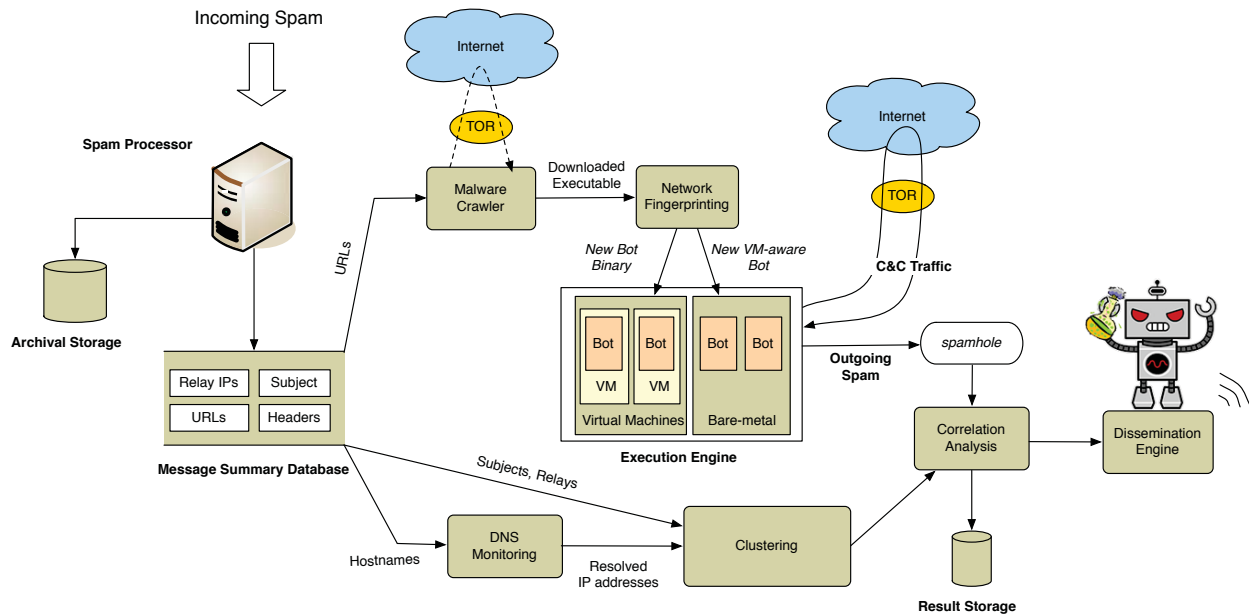 Incoming Spam
Internet
TOR
Spam Processor
Malware
Crawler
Downloaded
Executable
Network
Fingerprinting
Internet
TOR
URLs
New Bot
Binary
New VM-aware
Bot
C&C Traffic
Archival Storage
Bot
Bot
Bot
Bot
VM
VM
Virtual Machines
Bare-metal
Execution Engine
Outgoing
Spam
spamhole
Relay IPs
Subject
URLs
Headers
Message Summary Database
Subjects, Relays
Correlation
Analysis
Dissemination
Engine
Hostnames
DNS
Monitoring
Resolved
IP addresses
Clustering
Result Storage